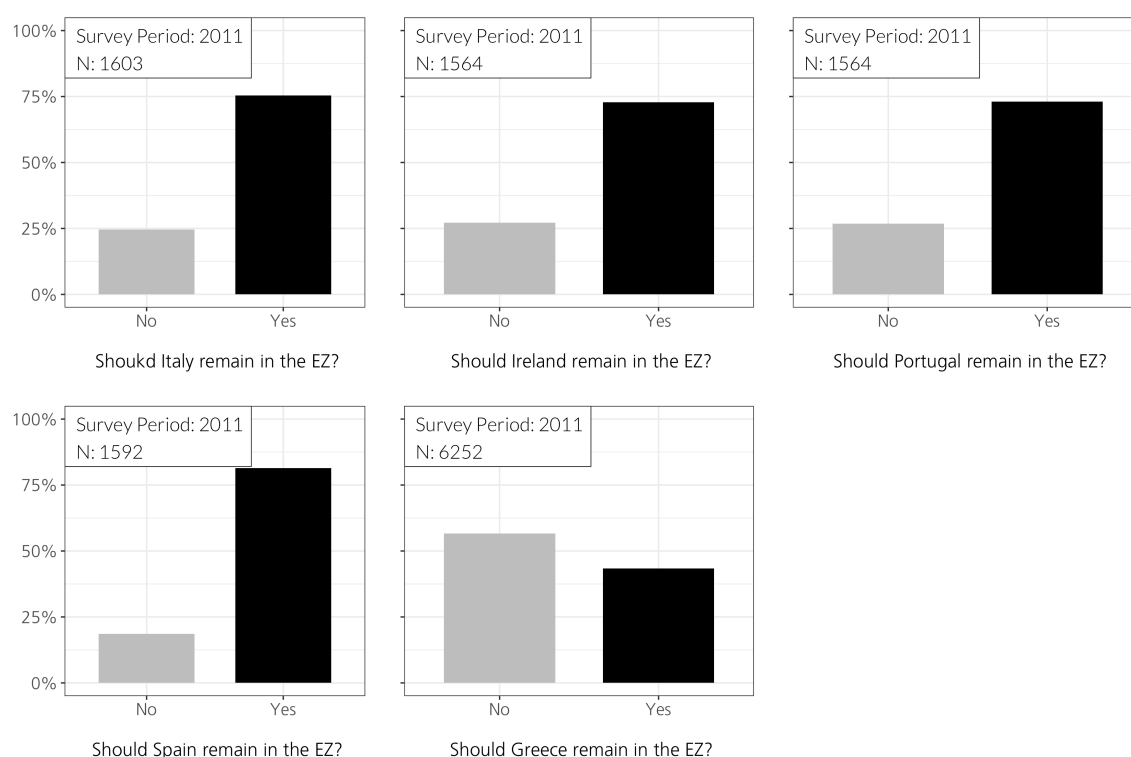 Survey Period: 2011
N: 1603
Survey Period: 2011
N: 1564
Survey Period: 2011
N: 1564
100%
75%
50%
25%
0%
No Yes
No Yes
No Yes
Shoukd Italy remain in the EZ?
Should Ireland remain in the EZ?
Should Portugal remain in the EZ?
Survey Period: 2011
N: 1592
Survey Period: 2011
N: 6252
100%
75%
50%
25%
0%
No Yes
No Yes
Should Spain remain in the EZ?
Should Greece remain in the EZ?